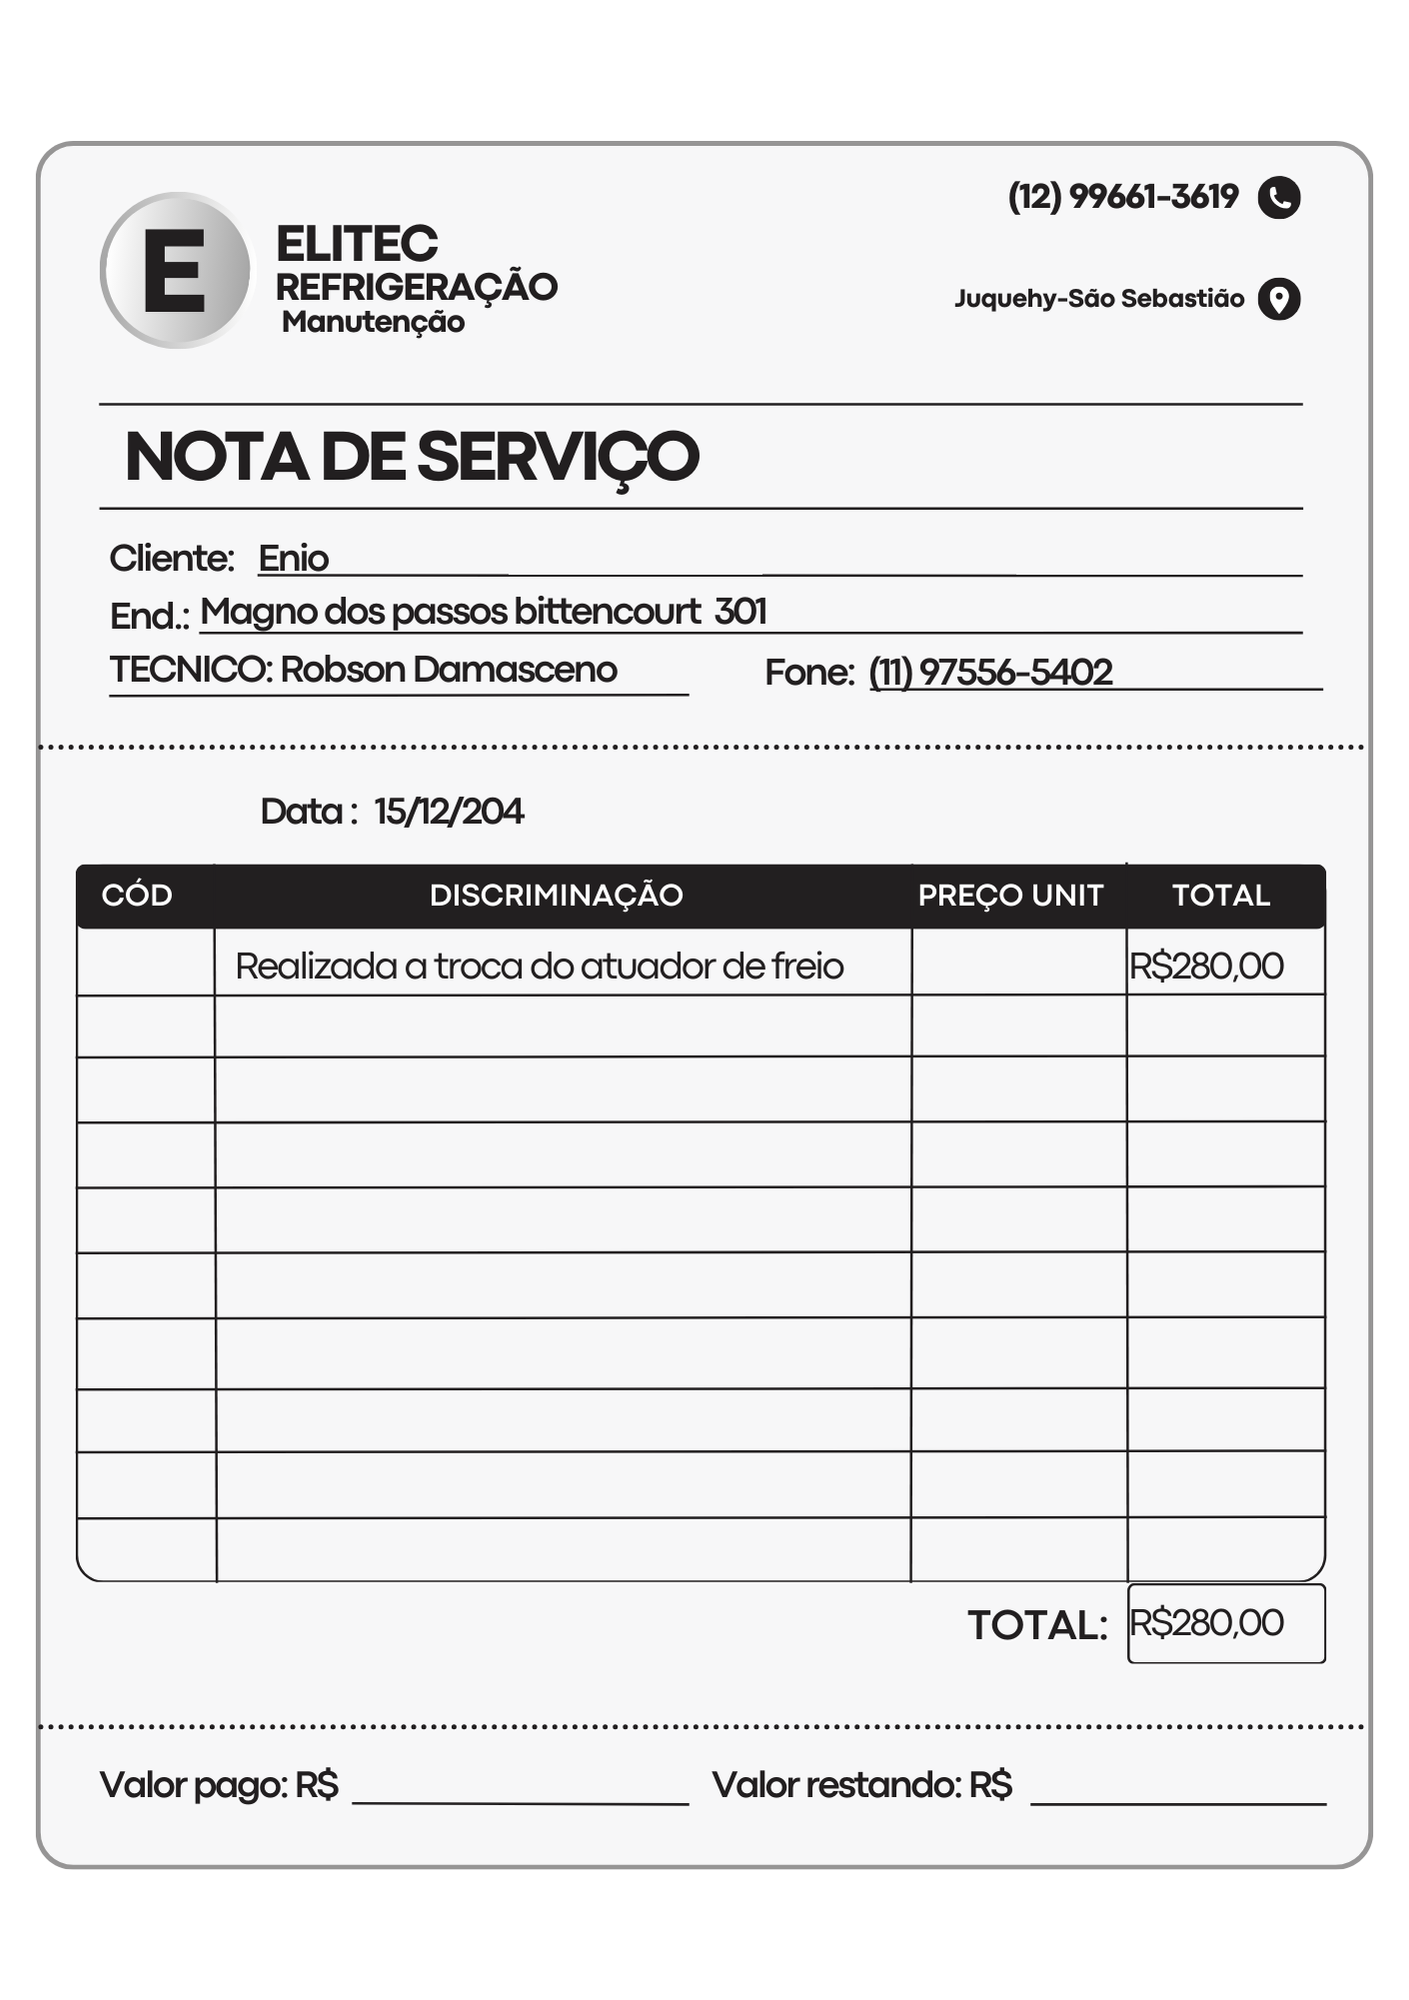 (12) 99661-3619
E
ELITEC
REFRIGERAÇÃO
Manutenção
Juquehy-São Sebastião
NOTA DE SERVIÇO
Cliente: Enio
End.: Magno dos passos bittencourt 301
TECNICO: Robson Damasceno Fone: (11) 97556-5402
Data : 15/12/204
CÓD DISCRIMINAÇÃO PREÇO UNIT TOTAL
Realizada a troca do atuador de freio R$280,00
TOTAL: R$280,00
Valor pago: R$ Valor restando: R$